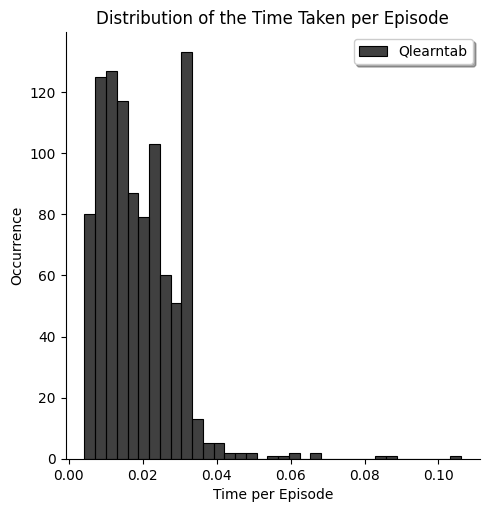 Distribution of the Time Taken per Episode
Qlearntab
Occurrence
120
100
80
60
40
20
0
0.00 0.02 0.04 0.06 0.08 0.10
Time per Episode